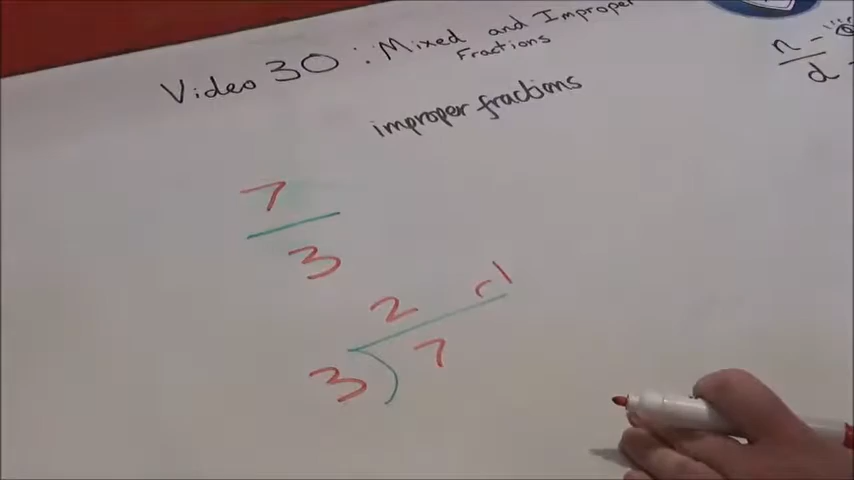 Video 30: Mixed and Improper
Fractions
n -
d -
improper fractions
7
3
2 r1
3 7